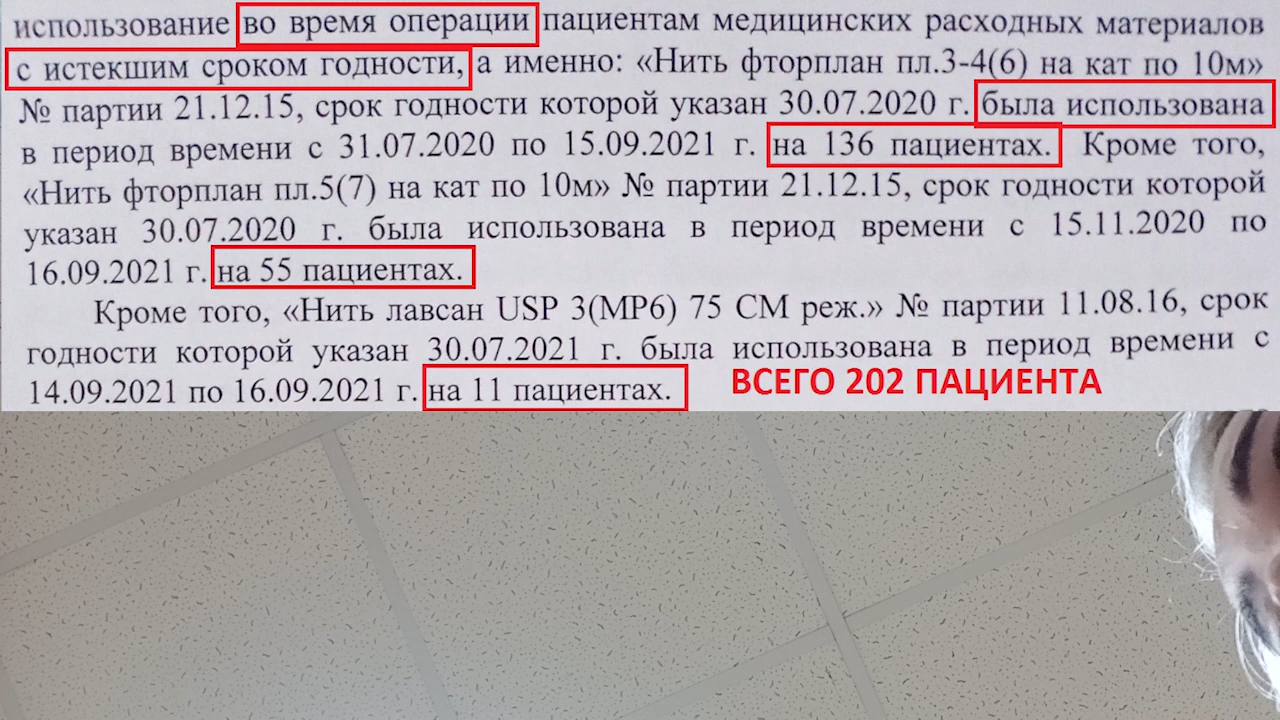 использование во время операции пациентам медицинских расходных материалов
с истекшим сроком годности, а именно: «Нить фторплан пл.3-4(6) на кат по 10м»
№ партии 21.12.15, срок годности которой указан 30.07.2020 г. была использована
в период времени с 31.07.2020 по 15.09.2021 г. на 136 пациентах. Кроме того,
«Нить фторплан пл.5(7) на кат по 10м» № партии 21.12.15, срок годности которой
указан 30.07.2020 г. была использована в период времени с 15.11.2020 по
16.09.2021 г. на 55 пациентах.
Кроме того, «Нить лавсан USP 3(МР6) 75 СМ реж.» № партии 11.08.16, срок
годности которой указан 30.07.2021 г. была использована в период времени с
14.09.2021 по 16.09.2021 г. на 11 пациентах. ВСЕГО 202 ПАЦИЕНТА